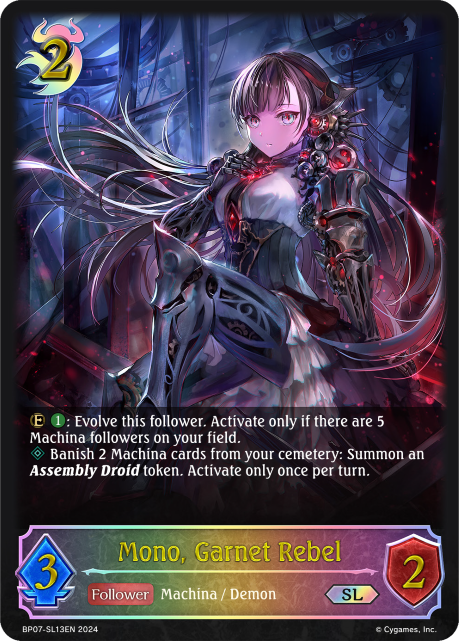 2
E 1: Evolve this follower. Activate only if there are 5
Machina followers on your field.
Banish 2 Machina cards from your cemetery: Summon an
Assembly Droid token. Activate only once per turn.
Mono, Garnet Rebel
3
Follower Machina / Demon
SL
2
BP07-SL13EN 2024
© Cygames, Inc.